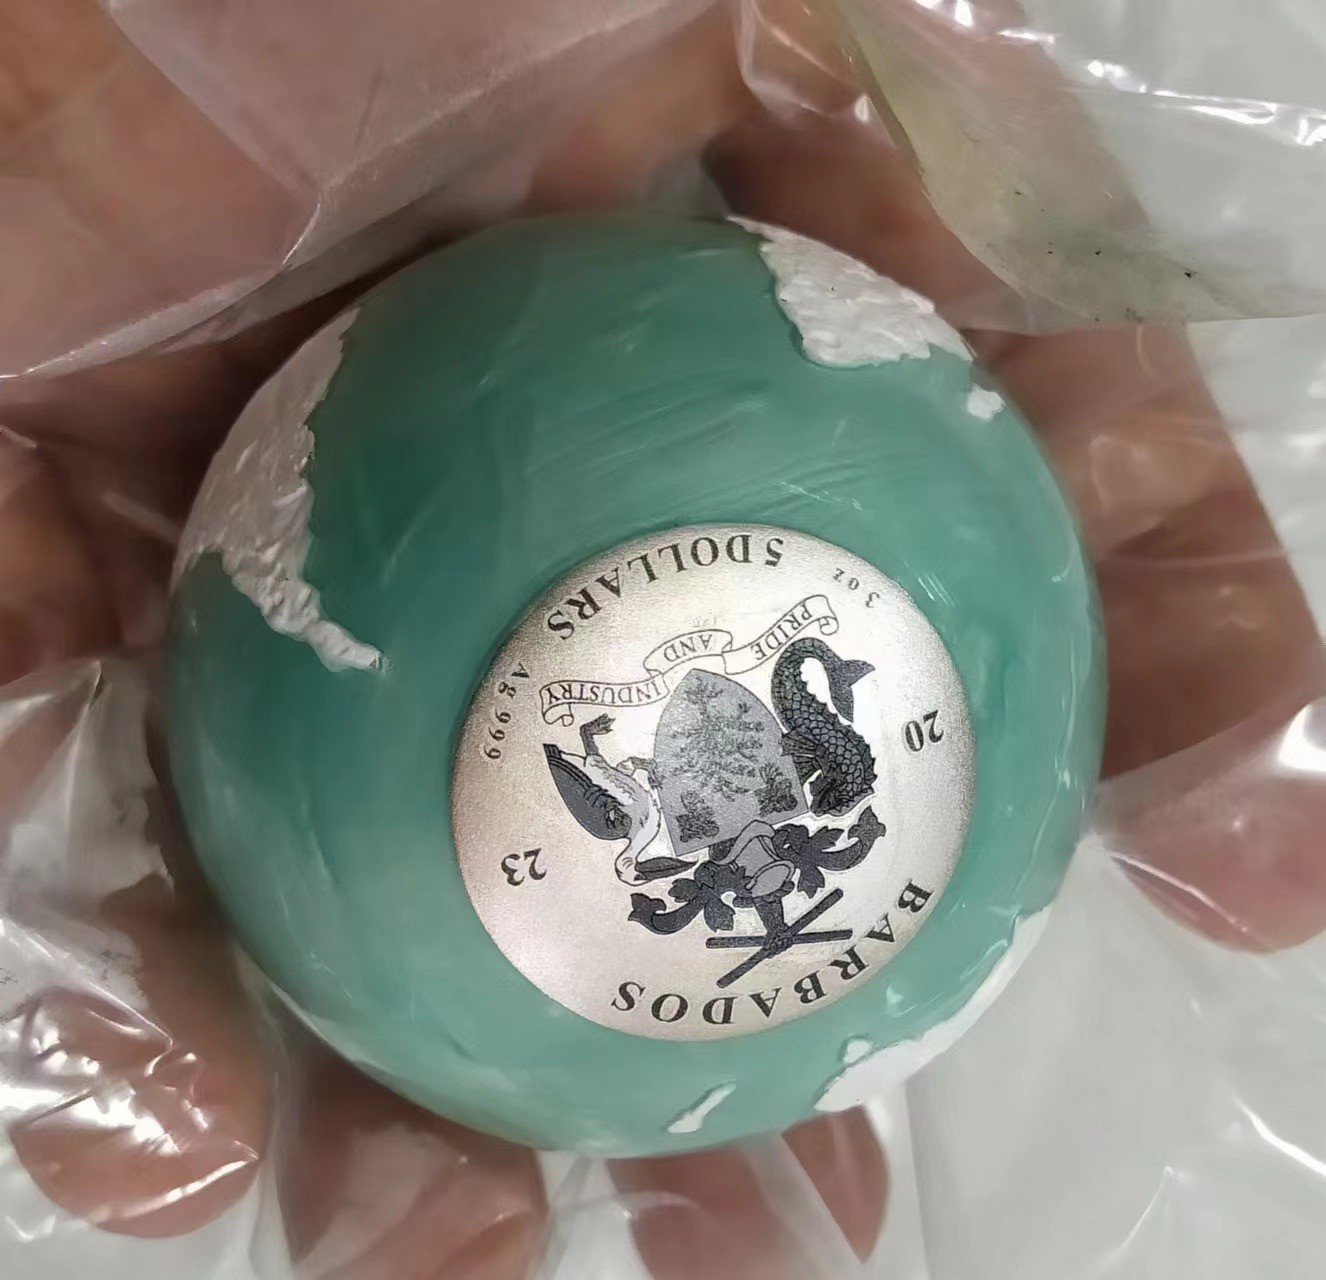 BARBADOS
20 23
PRIDE AND INDUSTRY
Ag 999
5 DOLLARS
3 oz